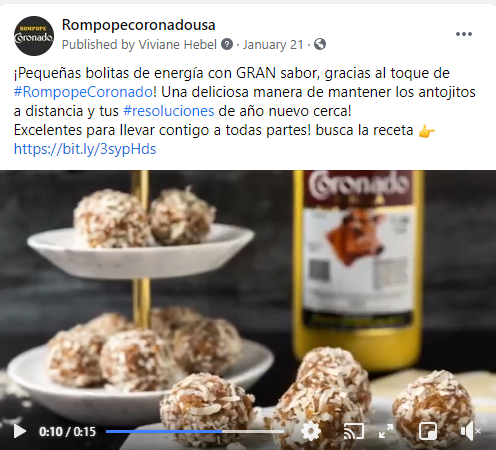 ROMPOPE
Coronado
Rompopecoronadousa
Published by Viviane Hebel · January 21 ·
¡Pequeñas bolitas de energía con GRAN sabor, gracias al toque de
#RompopeCoronado! Una deliciosa manera de mantener los antojitos
a distancia y tus #resoluciones de año nuevo cerca!
Excelentes para llevar contigo a todas partes! busca la receta 👉
https://bit.ly/3sypHds
Coronado
0:10 / 0:15